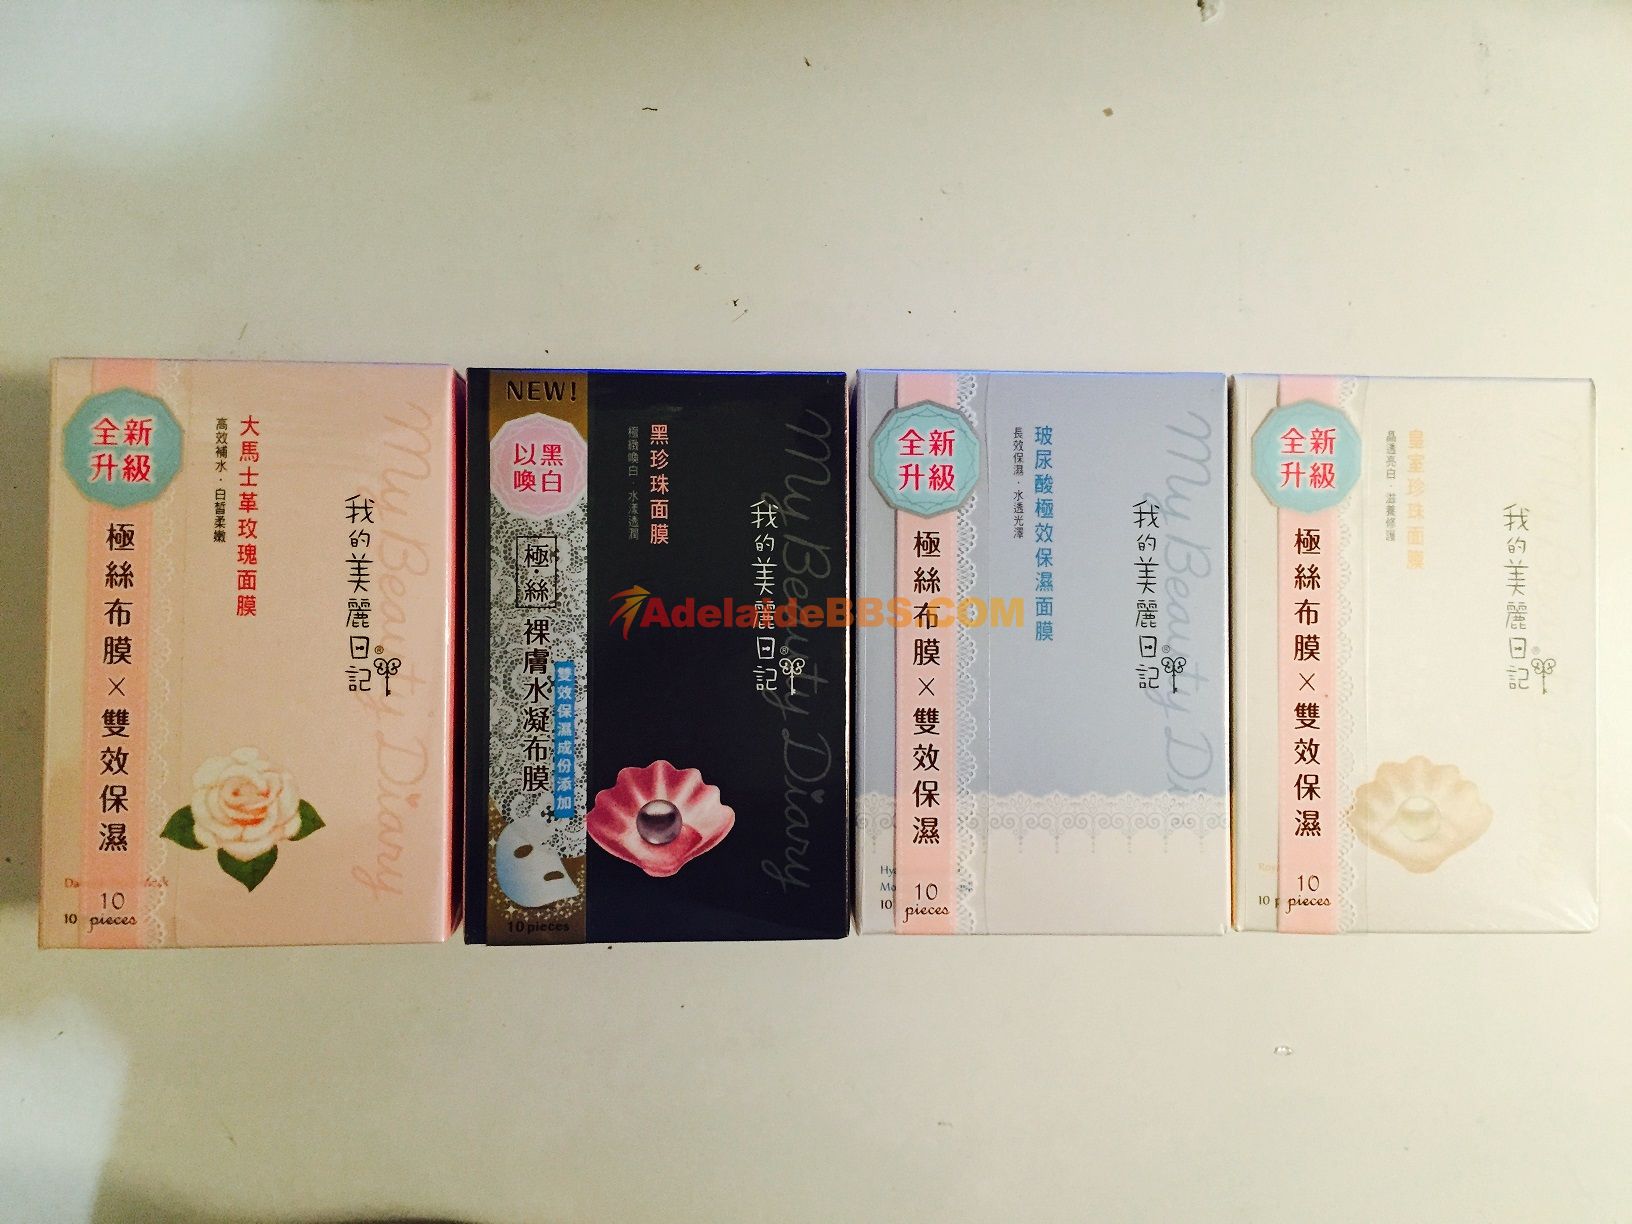 全新
升級
極絲布膜×雙效保濕
10
pieces
大馬士革玫瑰面膜
高效補水·白皙柔嫩
我的美麗日記®
My Beauty Diary
10
NEW!
以黑
喚白
極·絲
裸膚水凝布膜
雙效保濕成份添加
10 pieces
黑珍珠面膜
極緻喚白·水漾透潤
我的美麗日記®
My Beauty Diary
全新
升級
極絲布膜×雙效保濕
10
pieces
玻尿酸極效保濕面膜
長效保濕·水透光澤
我的美麗日記®
My Beauty Di
10
全新
升級
極絲布膜×雙效保濕
10
pieces
皇室珍珠面膜
晶透亮白·滋養修護
我的美麗日記®
10 p
AdelaideBBS.COM